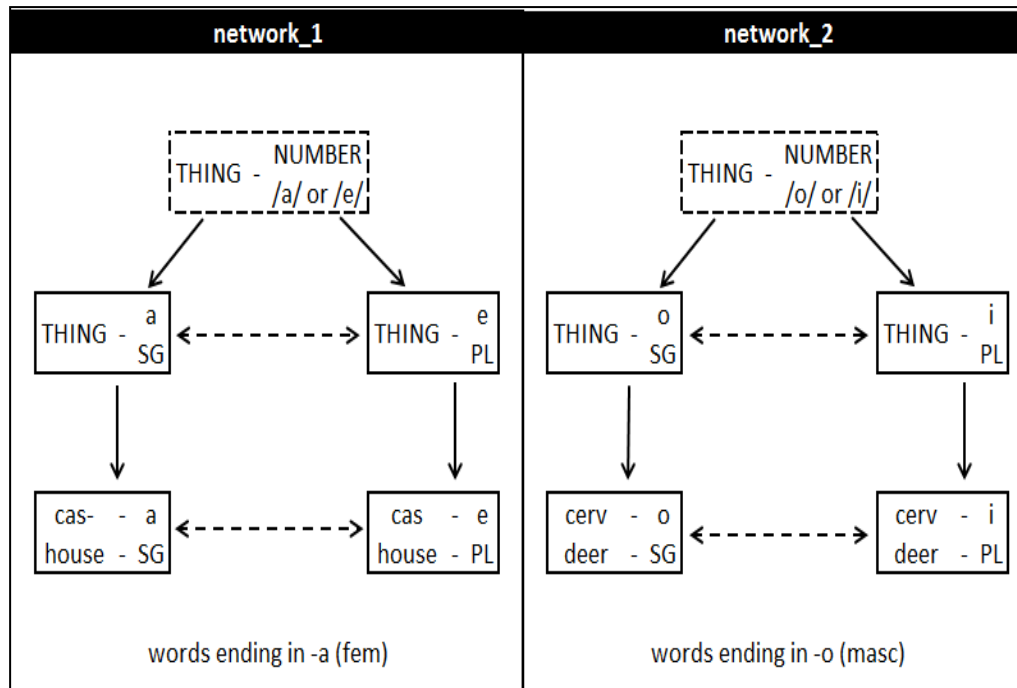 network_1
network_2
THING - NUMBER
/a/ or /e/
THING - NUMBER
/o/ or /i/
THING - a
SG
THING - e
PL
THING - o
SG
THING - i
PL
cas- - a
house - SG
cas - e
house - PL
cerv - o
deer - SG
cerv - i
deer - PL
words ending in -a (fem)
words ending in -o (masc)